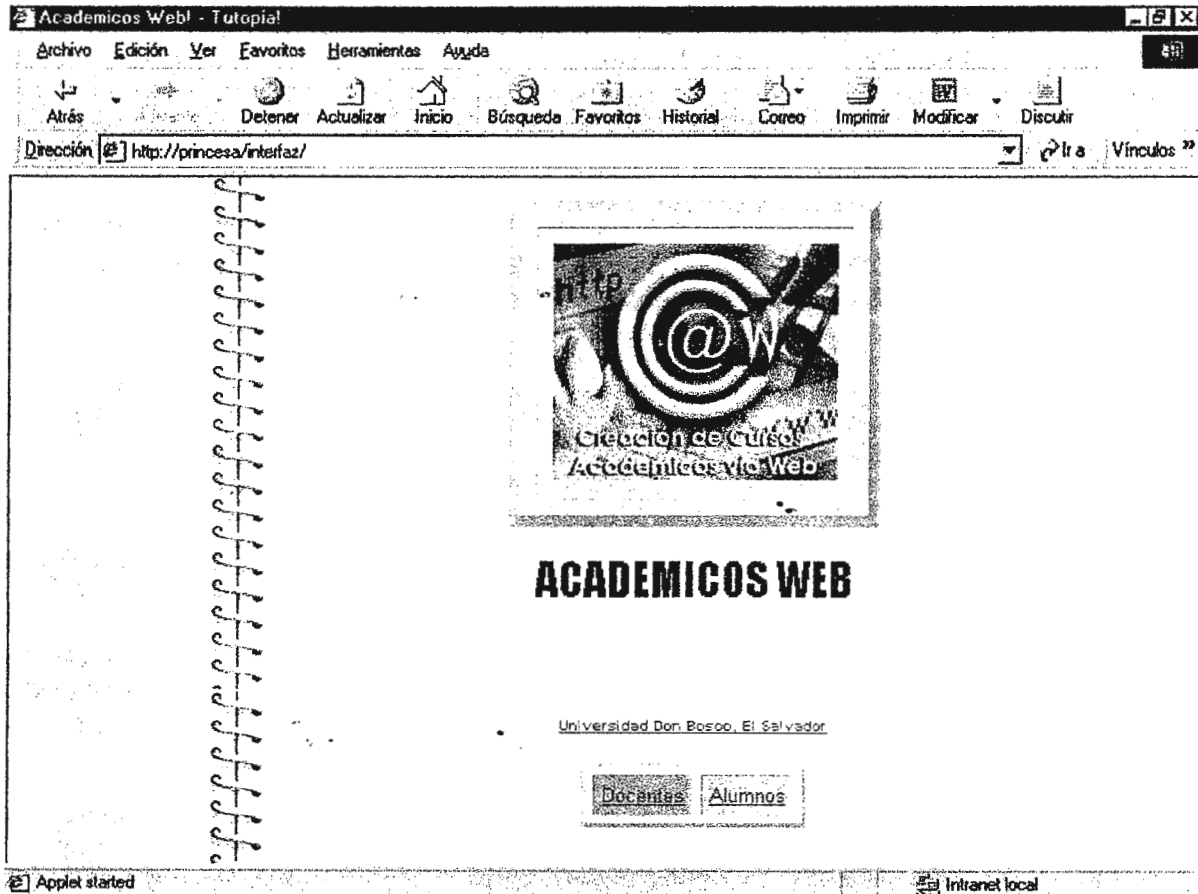 Academicos Web! - Tutopia!
Archivo Edición Ver Favoritos Herramientas Ayuda
Atrás Detener Actualizar Inicio Búsqueda Favoritos Historial Correo Imprimir Modificar Discutir
Dirección http://princesa/interfaz/ Ir a Vínculos »
http
@W
WWW
Creación de Cursos
Academicos vía Web
ACADEMICOS WEB
Universidad Don Bosco, El Salvador
Docentes Alumnos
Applet started Intranet local